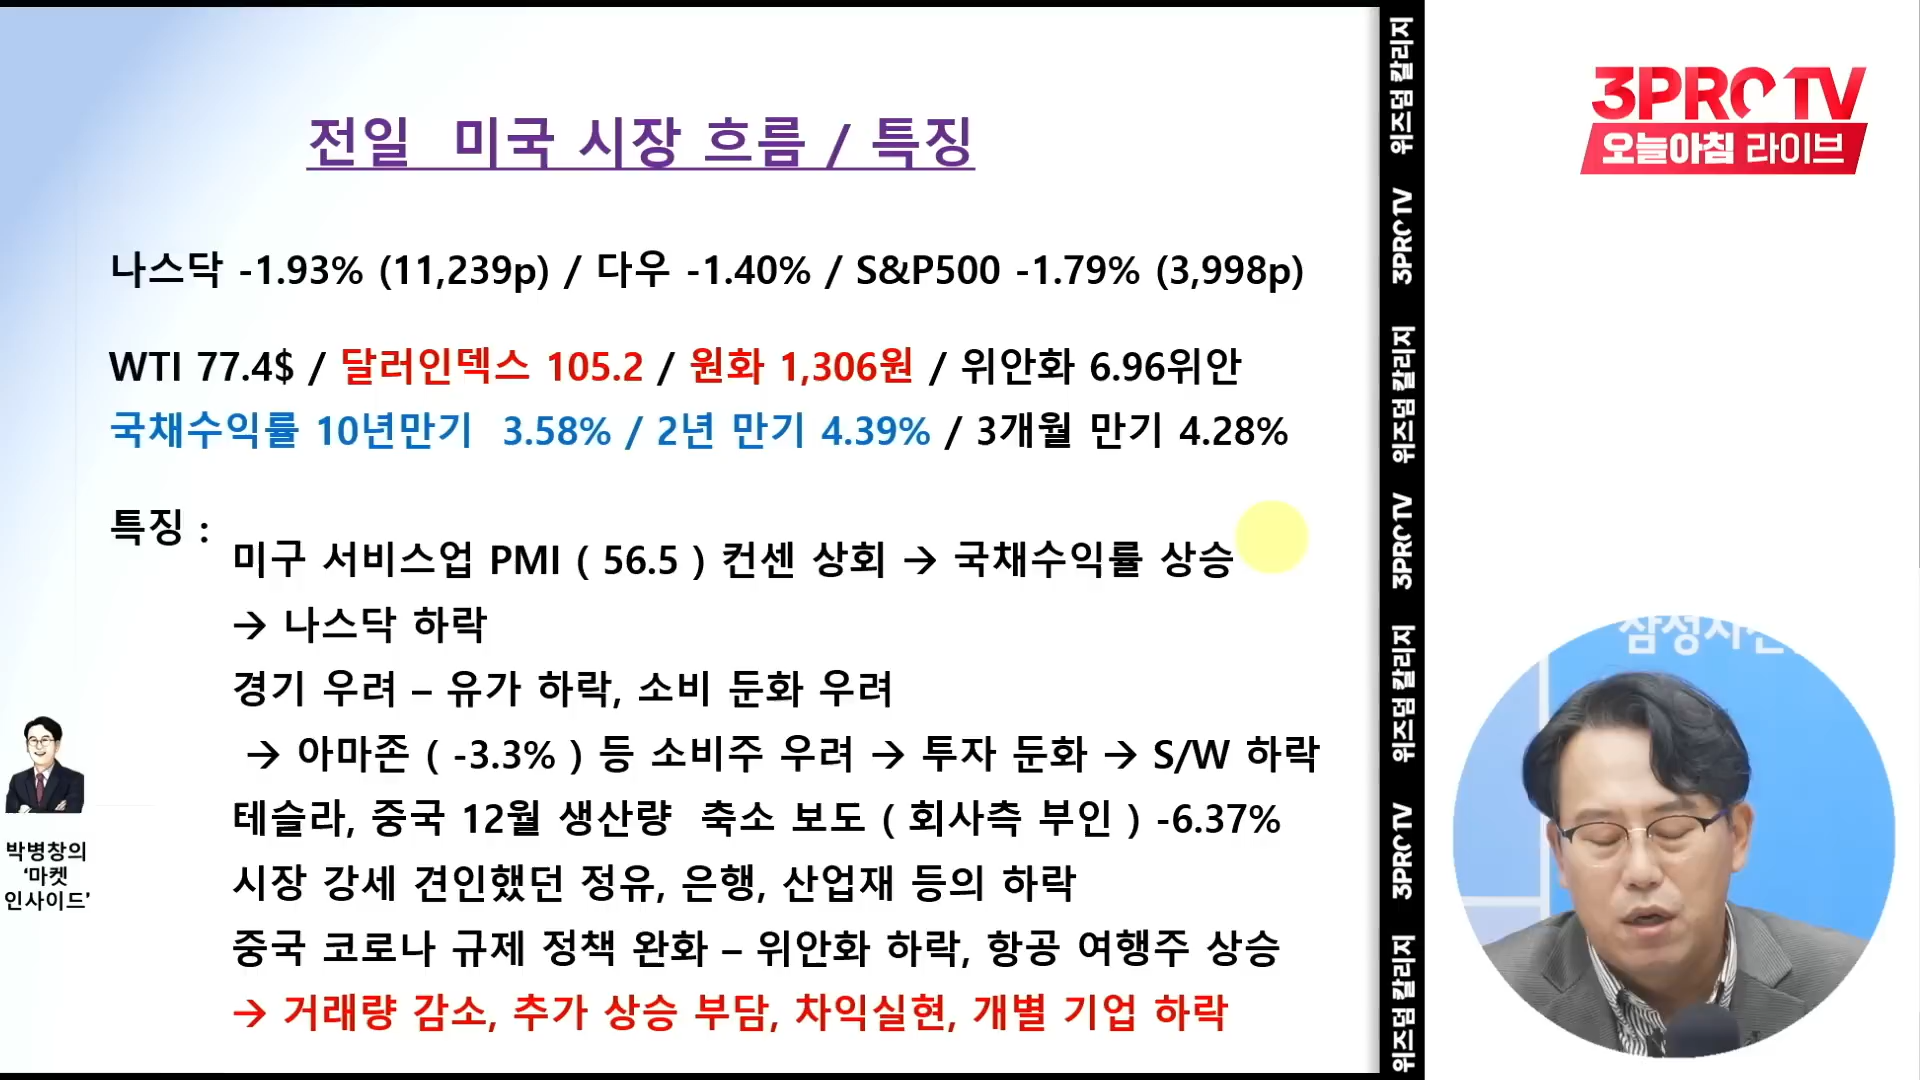 전일 미국 시장 흐름 / 특징
나스닥 -1.93% (11,239p) / 다우 -1.40% / S&P500 -1.79% (3,998p)
WTI 77.4$ / 달러인덱스 105.2 / 원화 1,306원 / 위안화 6.96위안
국채수익률 10년만기 3.58% / 2년 만기 4.39% / 3개월 만기 4.28%
특징 :
미구 서비스업 PMI ( 56.5 ) 컨센 상회 → 국채수익률 상승
→ 나스닥 하락
경기 우려 – 유가 하락, 소비 둔화 우려
→ 아마존 ( -3.3% ) 등 소비주 우려 → 투자 둔화 → S/W 하락
테슬라, 중국 12월 생산량 축소 보도 ( 회사측 부인 ) -6.37%
시장 강세 견인했던 정유, 은행, 산업재 등의 하락
중국 코로나 규제 정책 완화 – 위안화 하락, 항공 여행주 상승
→ 거래량 감소, 추가 상승 부담, 차익실현, 개별 기업 하락
박병창의
‘마켓
인사이드’
위즈덤 칼리지
3PROTV
위즈덤 칼리지
3PROTV
위즈덤 칼리지
3PROTV
위즈덤 칼리지
3PROTV
오늘아침 라이브